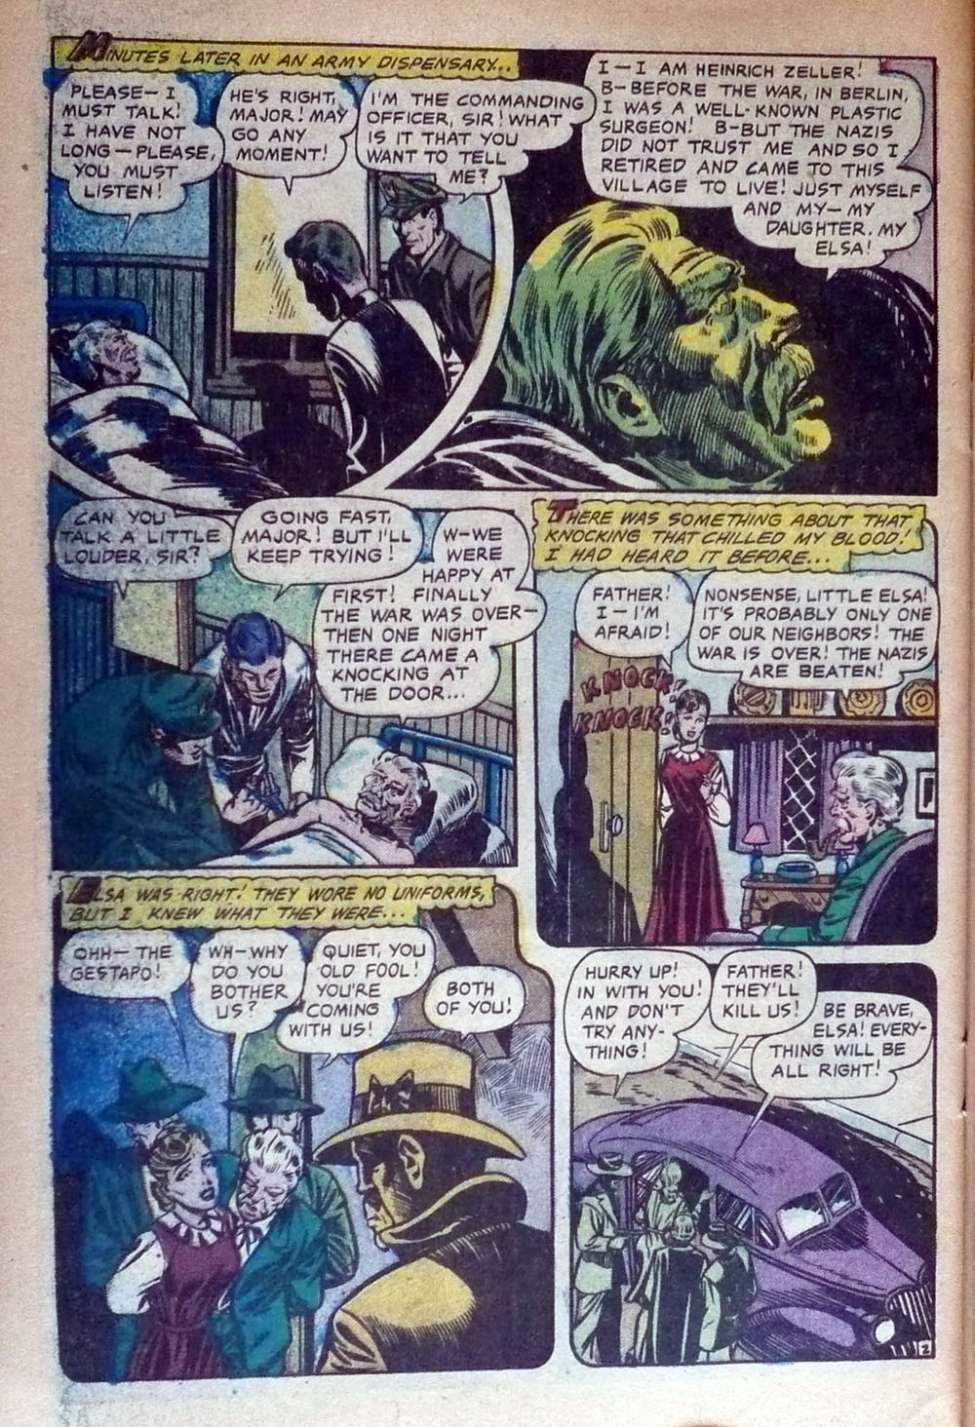 MINUTES LATER IN AN ARMY DISPENSARY...
PLEASE— I
MUST TALK!
I HAVE NOT
LONG—PLEASE,
YOU MUST
LISTEN!
HE'S RIGHT,
MAJOR! MAY
GO ANY
MOMENT!
I'M THE COMMANDING
OFFICER, SIR! WHAT
IS IT THAT YOU
WANT TO TELL
ME?
I—I AM HEINRICH ZELLER!
B—BEFORE THE WAR, IN BERLIN,
I WAS A WELL-KNOWN PLASTIC
SURGEON! B—BUT THE NAZIS
DID NOT TRUST ME AND SO I
RETIRED AND CAME TO THIS
VILLAGE TO LIVE! JUST MYSELF
AND MY—MY
DAUGHTER. MY
ELSA!
CAN YOU
TALK A LITTLE
LOUDER, SIR?
GOING FAST,
MAJOR! BUT I'LL
KEEP TRYING!
W—WE
WERE
HAPPY AT
FIRST! FINALLY
THE WAR WAS OVER—
THEN ONE NIGHT
THERE CAME A
KNOCKING AT
THE DOOR...
THERE WAS SOMETHING ABOUT THAT
KNOCKING THAT CHILLED MY BLOOD!
I HAD HEARD IT BEFORE...
FATHER!
I—I'M
AFRAID!
NONSENSE, LITTLE ELSA!
IT'S PROBABLY ONLY ONE
OF OUR NEIGHBORS! THE
WAR IS OVER! THE NAZIS
ARE BEATEN!
KNOCK!
KNOCK!
ELSA WAS RIGHT! THEY WORE NO UNIFORMS,
BUT I KNEW WHAT THEY WERE...
OHH—THE
GESTAPO!
WH—WHY
DO YOU
BOTHER
US?
QUIET, YOU
OLD FOOL!
YOU'RE
COMING
WITH US!
BOTH
OF YOU!
HURRY UP!
IN WITH YOU!
AND DON'T
TRY ANY-
THING!
FATHER!
THEY'LL
KILL US!
BE BRAVE,
ELSA! EVERY-
THING WILL BE
ALL RIGHT!
2